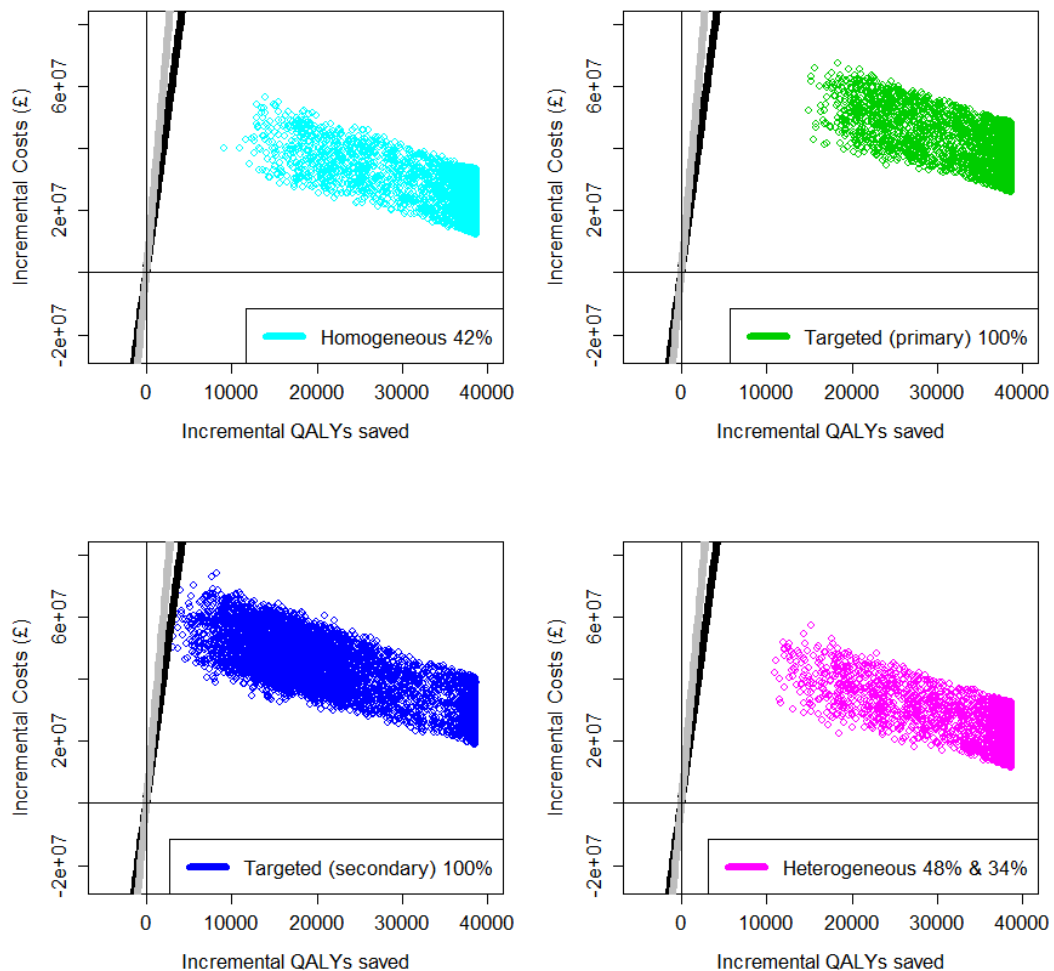 Incremental Costs (£)
6e+07
2e+07
-2e+07
Homogeneous 42%
0 10000 20000 30000 40000
Incremental QALYs saved
Incremental Costs (£)
6e+07
2e+07
-2e+07
Targeted (primary) 100%
0 10000 20000 30000 40000
Incremental QALYs saved
Incremental Costs (£)
6e+07
2e+07
-2e+07
Targeted (secondary) 100%
0 10000 20000 30000 40000
Incremental QALYs saved
Incremental Costs (£)
6e+07
2e+07
-2e+07
Heterogeneous 48% & 34%
0 10000 20000 30000 40000
Incremental QALYs saved